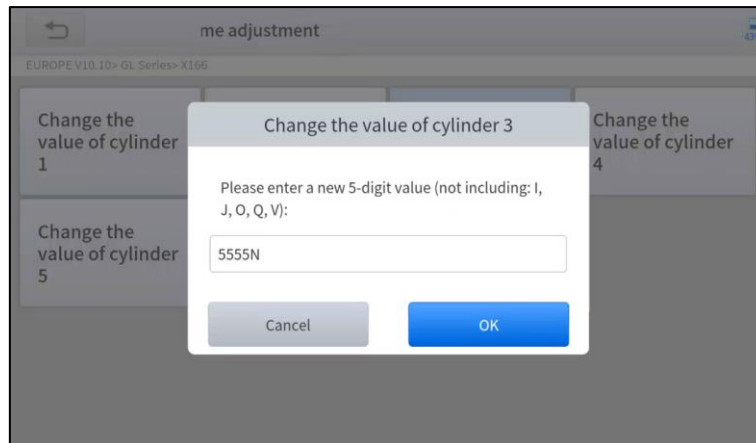 me adjustment
43%
EUROPE V10.10> GL Series> X166
Change the
value of cylinder
1
Change the
value of cylinder
4
Change the
value of cylinder
5
Change the value of cylinder 3
Please enter a new 5-digit value (not including: I,
J, O, Q, V):
5555N
Cancel
OK